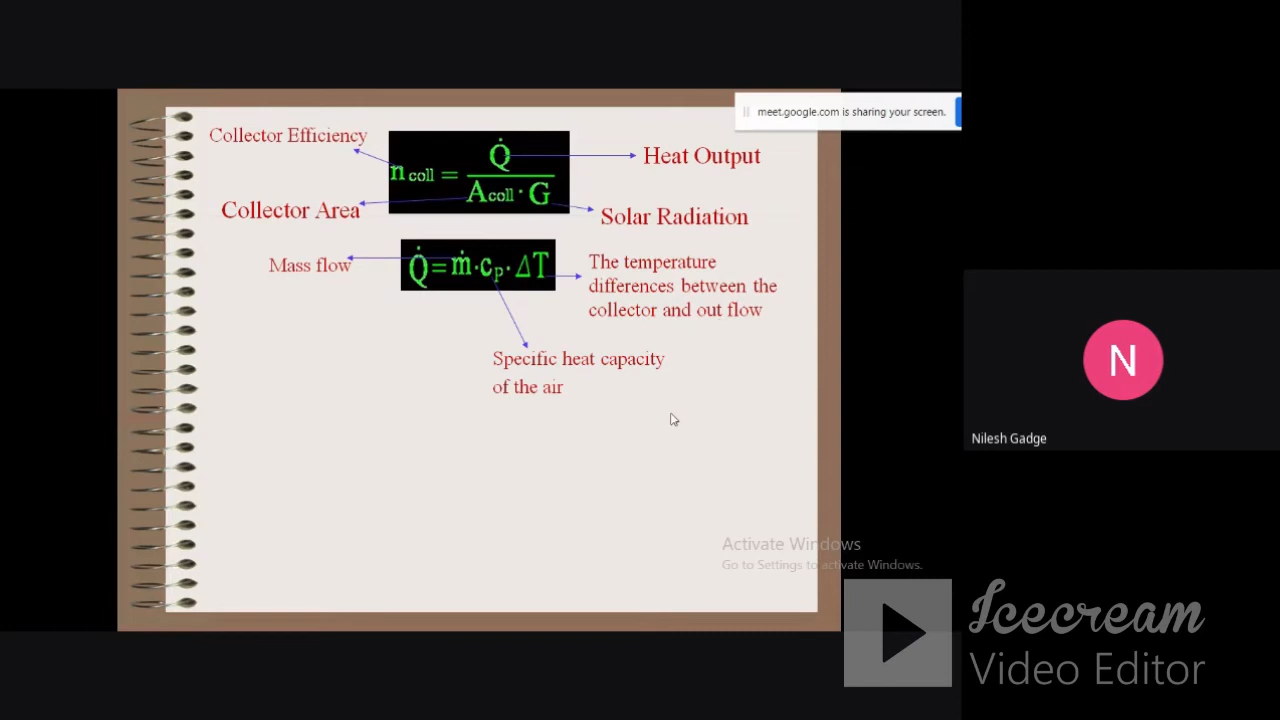 meet.google.com is sharing your screen.
Collector Efficiency
n coll = Q̇ / A coll · G
Heat Output
Collector Area
Solar Radiation
Mass flow
Q̇ = ṁ · cₚ · ΔT
The temperature
differences between the
collector and out flow
Specific heat capacity
of the air
N
Nilesh Gadge
Activate Windows
Go to Settings to activate Windows.
Icecream
Video Editor